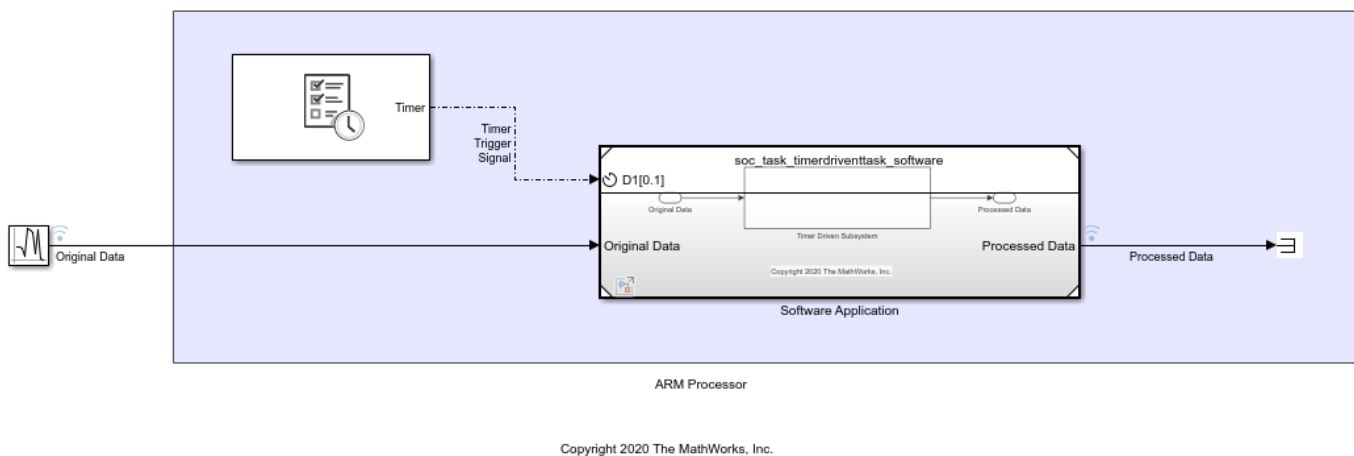 Timer
Timer
Trigger
Signal
soc_task_timerdriventtask_software
D1[0.1]
Original Data
Processed Data
Timer Driven Subsystem
Original Data
Processed Data
Original Data
Processed Data
Copyright 2020 The MathWorks, Inc.
Software Application
ARM Processor
Copyright 2020 The MathWorks, Inc.